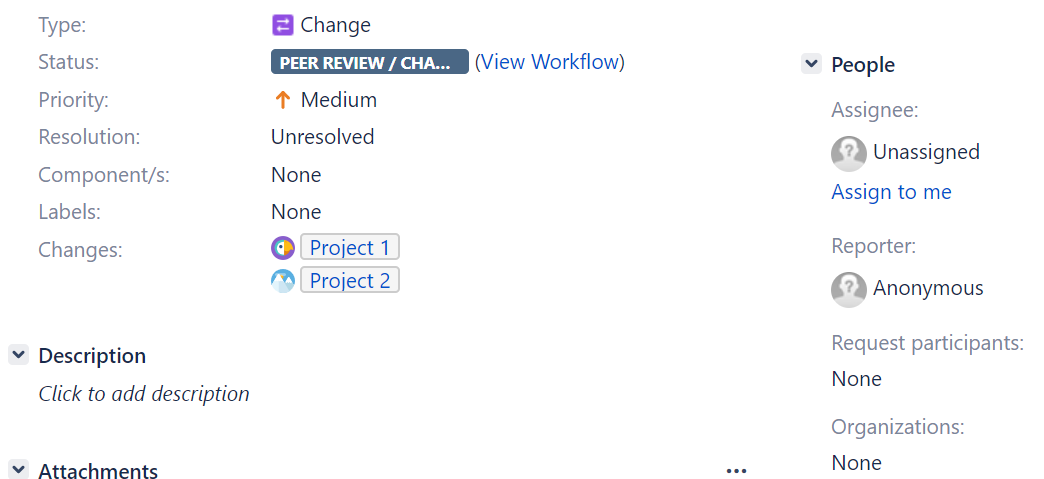 Type: Change
Status: PEER REVIEW / CHA... (View Workflow)
Priority: Medium
Resolution: Unresolved
Component/s: None
Labels: None
Changes: Project 1
Project 2
Description
Click to add description
Attachments
People
Assignee:
Unassigned
Assign to me
Reporter:
Anonymous
Request participants:
None
Organizations:
None